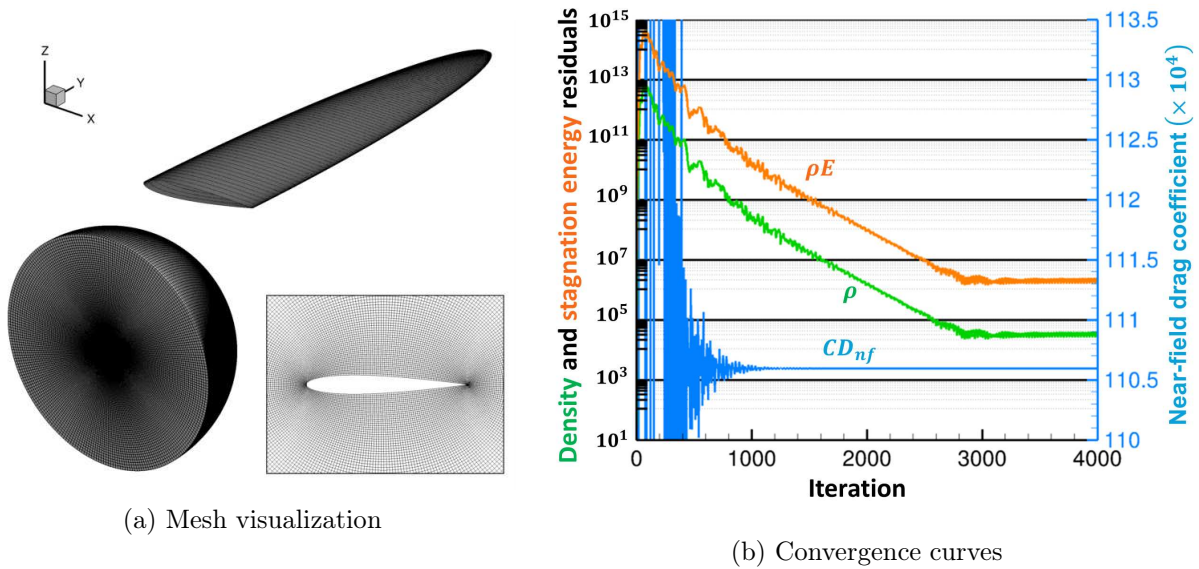 Z
Y
X
(a) Mesh visualization
Density and stagnation energy residuals
10^15
10^13
10^11
10^9
10^7
10^5
10^3
10^1
0
1000
2000
3000
4000
Iteration
ρE
ρ
CD_nf
113.5
113
112.5
112
111.5
111
110.5
110
Near-field drag coefficient (× 10^4)
(b) Convergence curves